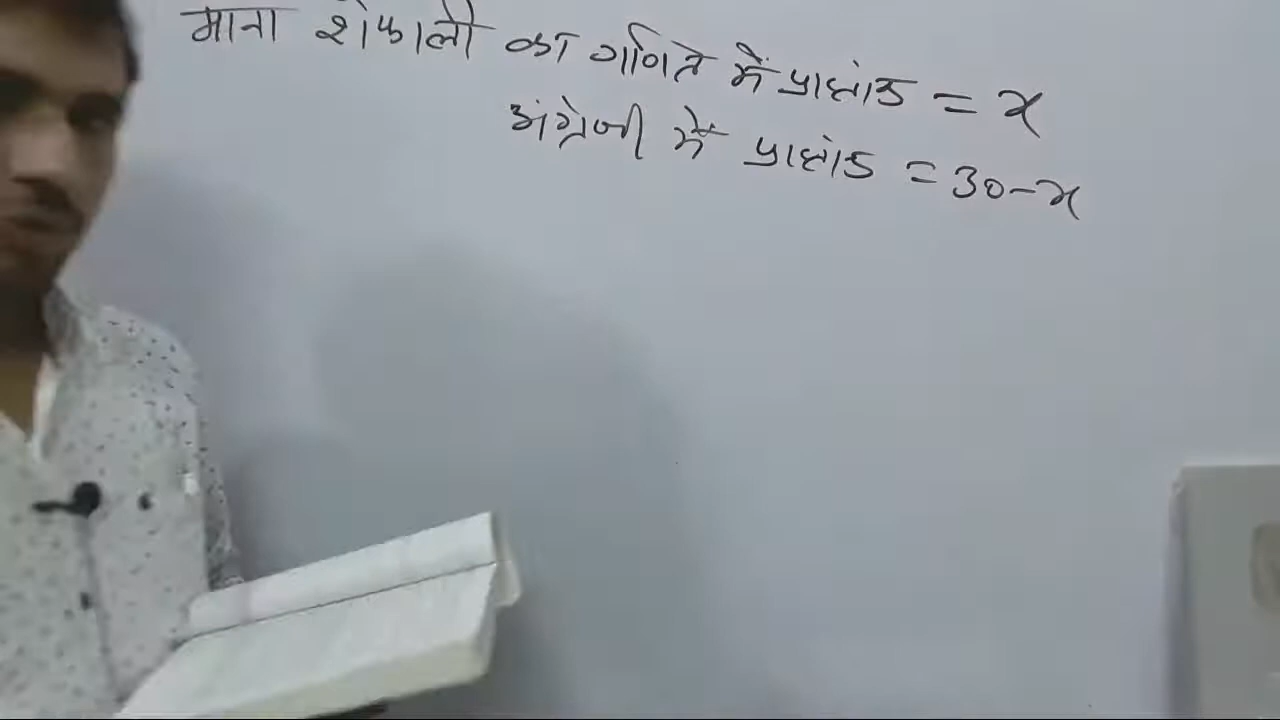 माना शेफाली का गणित में प्राप्तांक = x
अंग्रेजी में प्राप्तांक = 30-x